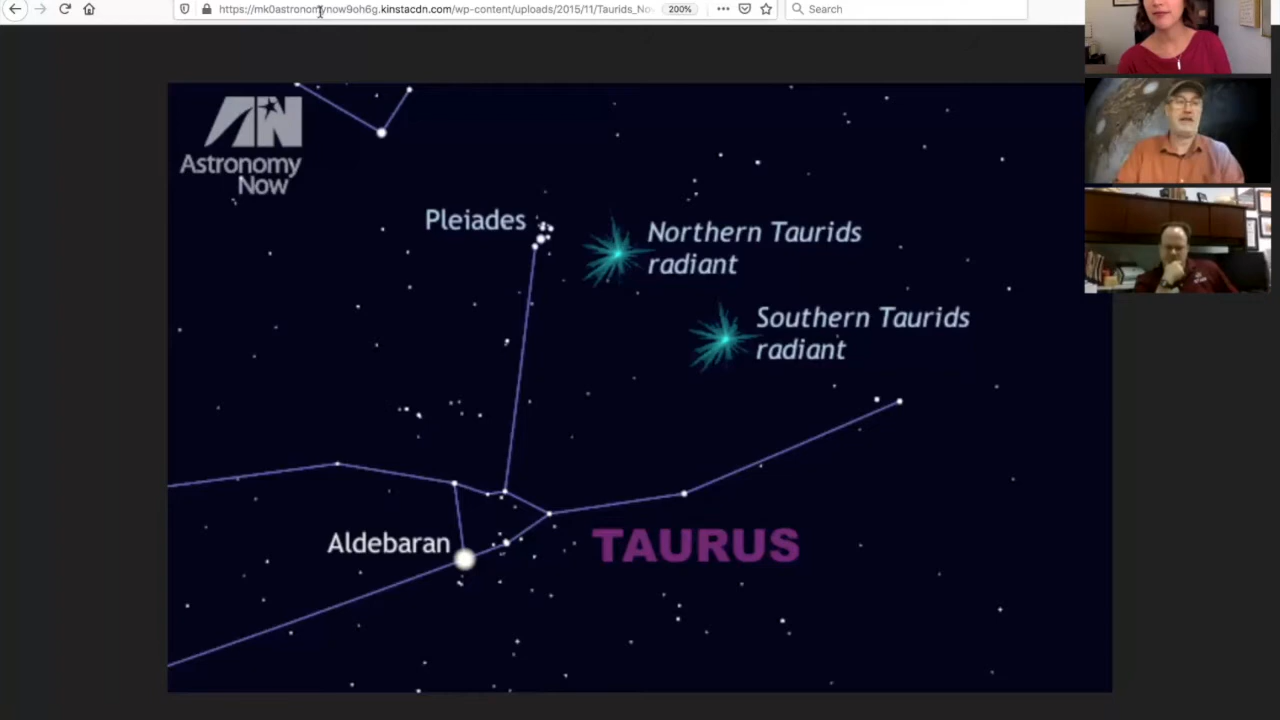 https://mk0astronomynow9oh6g.kinstacdn.com/wp-content/uploads/2015/11/Taurids_No
200%
Search
Astronomy
Now
Pleiades
Northern Taurids
radiant
Southern Taurids
radiant
Aldebaran
TAURUS